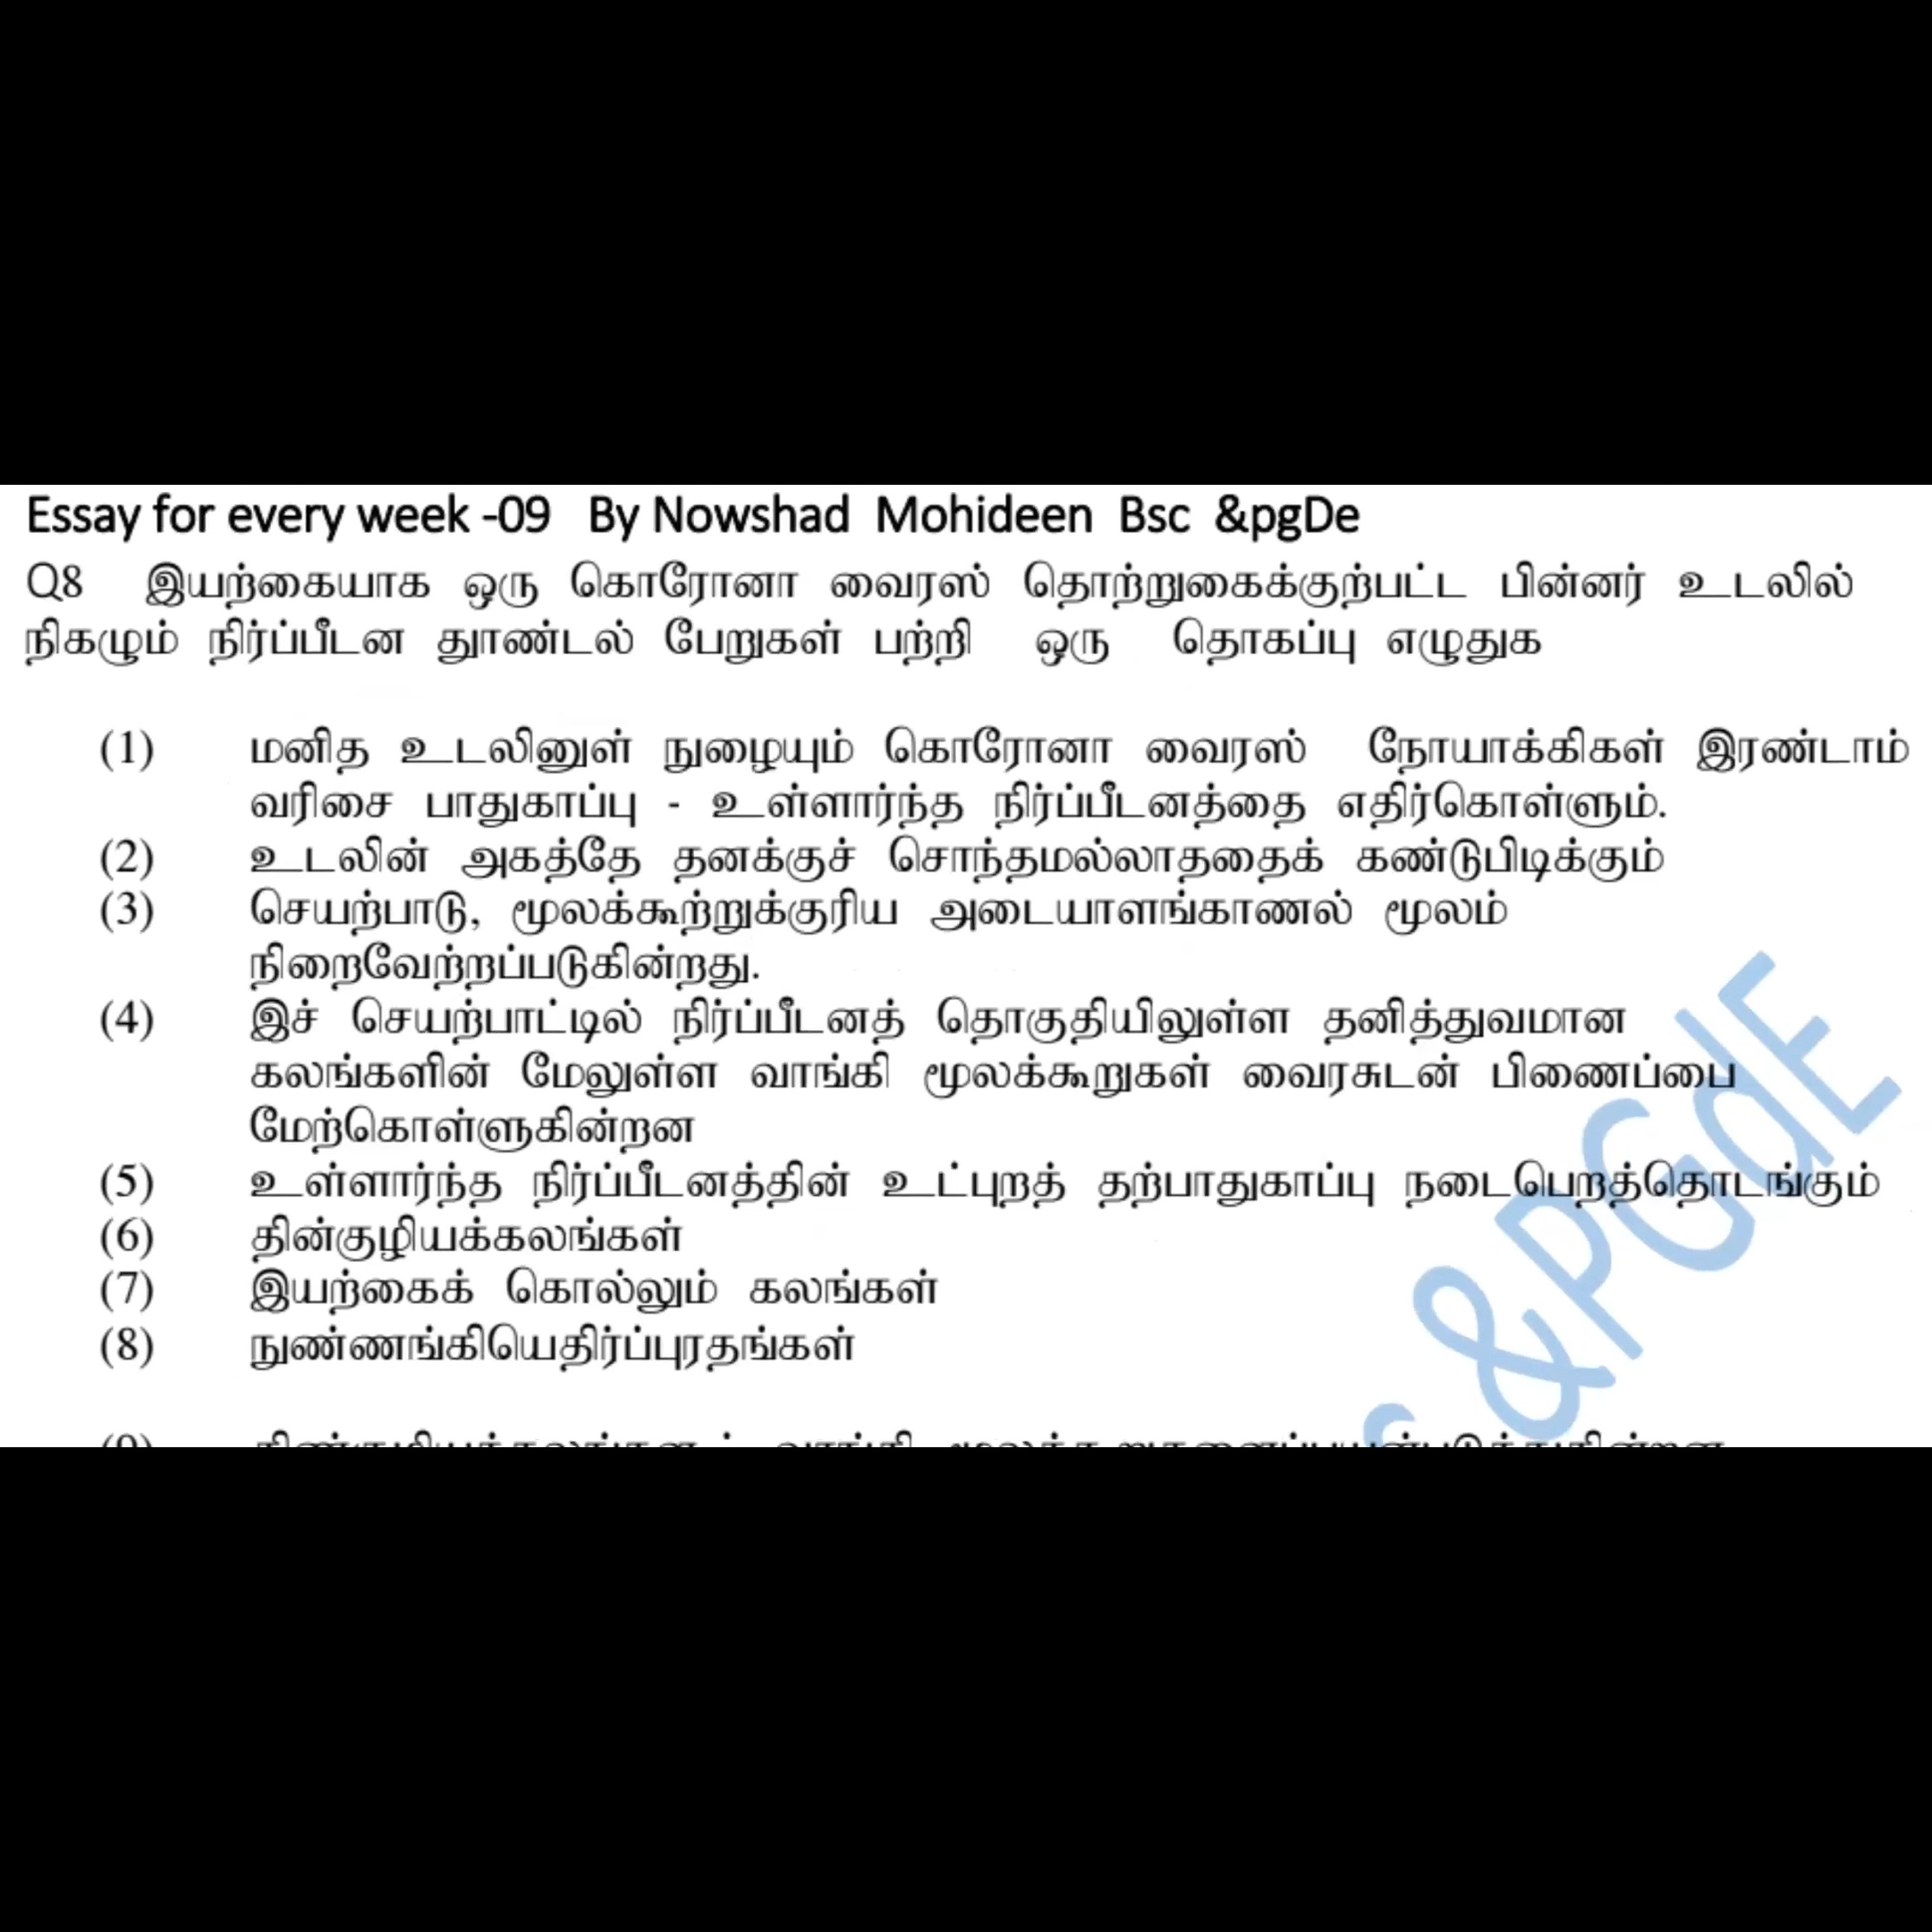 Essay for every week -09 By Nowshad Mohideen Bsc &pgDe
Q8 இயற்கையாக ஒரு கொரோனா வைரஸ் தொற்றுகைக்குற்பட்ட பின்னர் உடலில்
நிகழும் நிர்ப்பீடன தூண்டல் பேறுகள் பற்றி ஒரு தொகப்பு எழுதுக
(1) மனித உடலினுள் நுழையும் கொரோனா வைரஸ் நோயாக்கிகள் இரண்டாம்
வரிசை பாதுகாப்பு - உள்ளார்ந்த நிர்ப்பீடனத்தை எதிர்கொள்ளும்.
(2) உடலின் அகத்தே தனக்குச் சொந்தமல்லாததைக் கண்டுபிடிக்கும்
(3) செயற்பாடு, மூலக்கூற்றுக்குரிய அடையாளங்காணல் மூலம்
நிறைவேற்றப்படுகின்றது.
(4) இச் செயற்பாட்டில் நிர்ப்பீடனத் தொகுதியிலுள்ள தனித்துவமான
கலங்களின் மேலுள்ள வாங்கி மூலக்கூறுகள் வைரசுடன் பிணைப்பை
மேற்கொள்ளுகின்றன
(5) உள்ளார்ந்த நிர்ப்பீடனத்தின் உட்புறத் தற்பாதுகாப்பு நடைபெறத்தொடங்கும்
(6) தின்குழியக்கலங்கள்
(7) இயற்கைக் கொல்லும் கலங்கள்
(8) நுண்ணங்கியெதிர்ப்புரதங்கள்
&PGdE